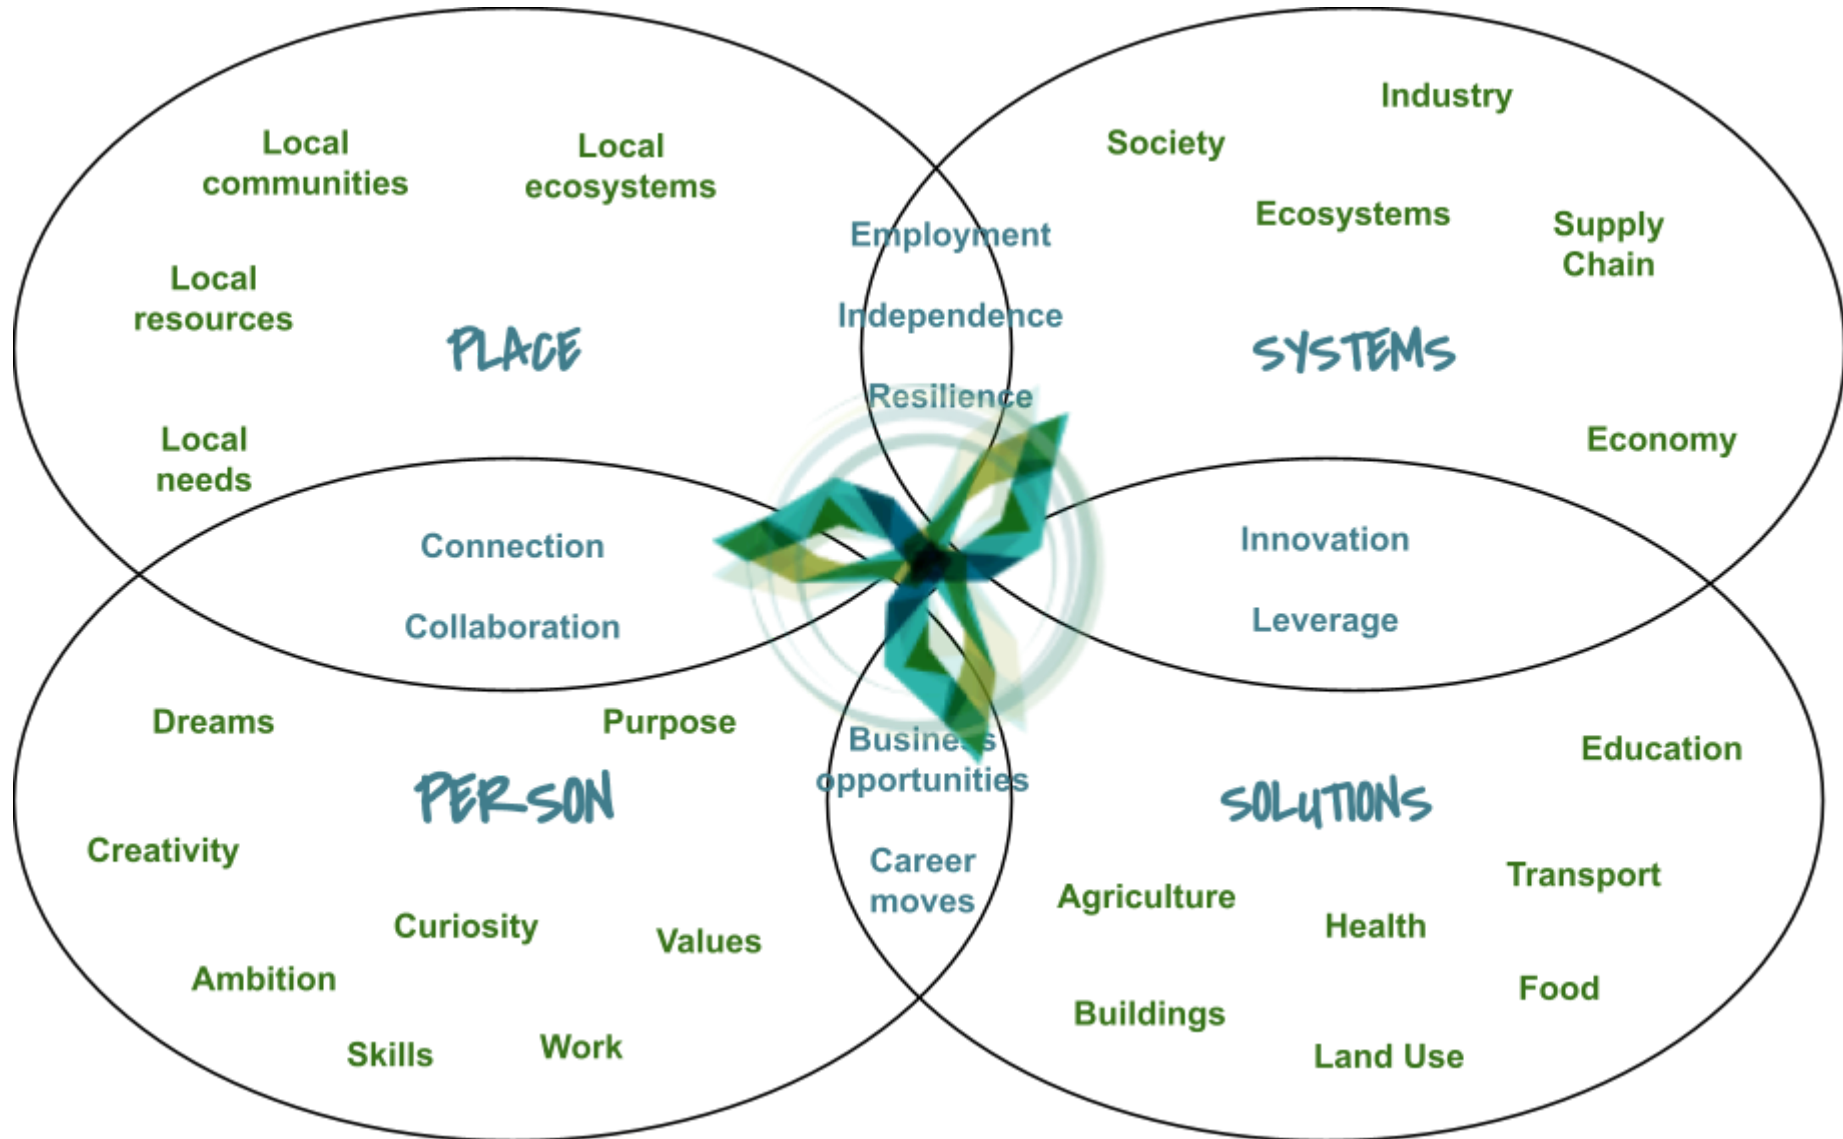 Local
communities
Local
ecosystems
Local
resources
PLACE
Local
needs
Employment
Independence
Resilience
Industry
Society
Ecosystems
Supply
Chain
SYSTEMS
Economy
Connection
Collaboration
Innovation
Leverage
Dreams
Purpose
PERSON
Creativity
Curiosity
Values
Ambition
Skills
Work
Business
opportunities
Career
moves
Education
SOLUTIONS
Transport
Agriculture
Health
Food
Buildings
Land Use